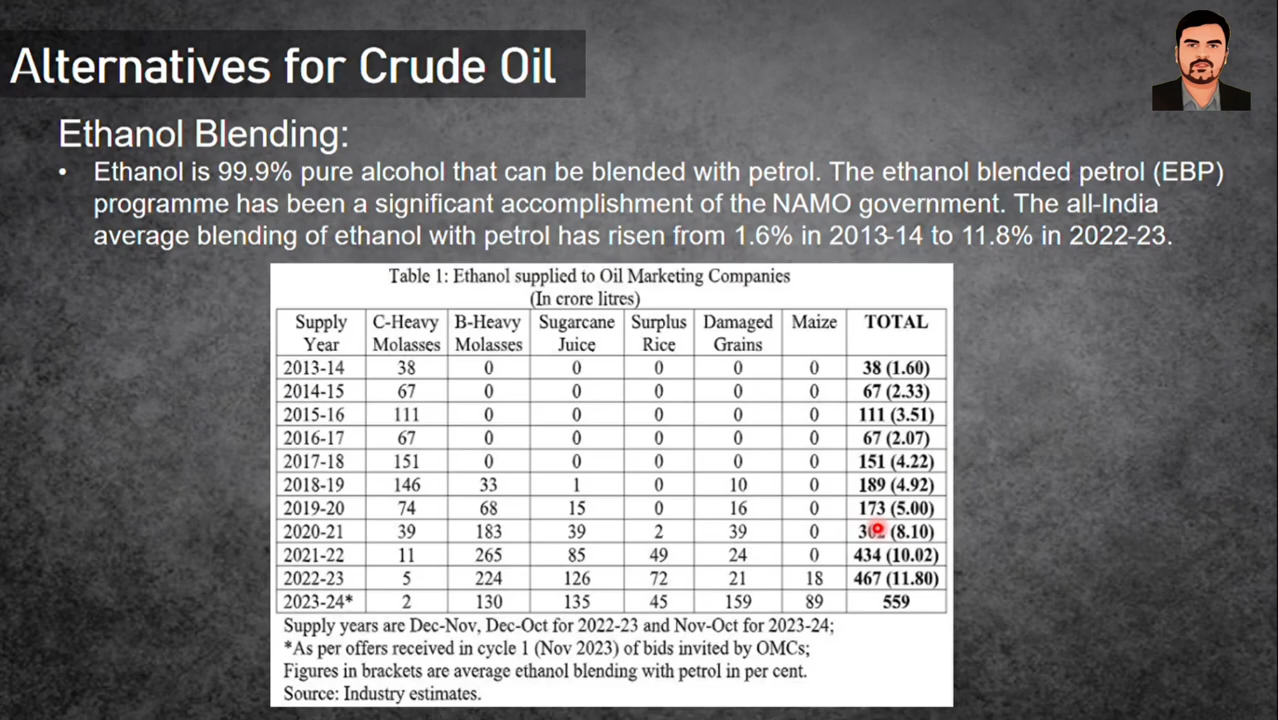 Alternatives for Crude Oil
Ethanol Blending:
• Ethanol is 99.9% pure alcohol that can be blended with petrol. The ethanol blended petrol (EBP)
programme has been a significant accomplishment of the NAMO government. The all-India
average blending of ethanol with petrol has risen from 1.6% in 2013-14 to 11.8% in 2022-23.
Table 1: Ethanol supplied to Oil Marketing Companies
(In crore litres)
Supply Year C-Heavy Molasses B-Heavy Molasses Sugarcane Juice Surplus Rice Damaged Grains Maize TOTAL
2013-14 38 0 0 0 0 0 38 (1.60)
2014-15 67 0 0 0 0 0 67 (2.33)
2015-16 111 0 0 0 0 0 111 (3.51)
2016-17 67 0 0 0 0 0 67 (2.07)
2017-18 151 0 0 0 0 0 151 (4.22)
2018-19 146 33 1 0 10 0 189 (4.92)
2019-20 74 68 15 0 16 0 173 (5.00)
2020-21 39 183 39 2 39 0 (8.10)
2021-22 11 265 85 49 24 0 434 (10.02)
2022-23 5 224 126 72 21 18 467 (11.80)
2023-24* 2 130 135 45 159 89 559
Supply years are Dec-Nov, Dec-Oct for 2022-23 and Nov-Oct for 2023-24;
*As per offers received in cycle 1 (Nov 2023) of bids invited by OMCs;
Figures in brackets are average ethanol blending with petrol in per cent.
Source: Industry estimates.